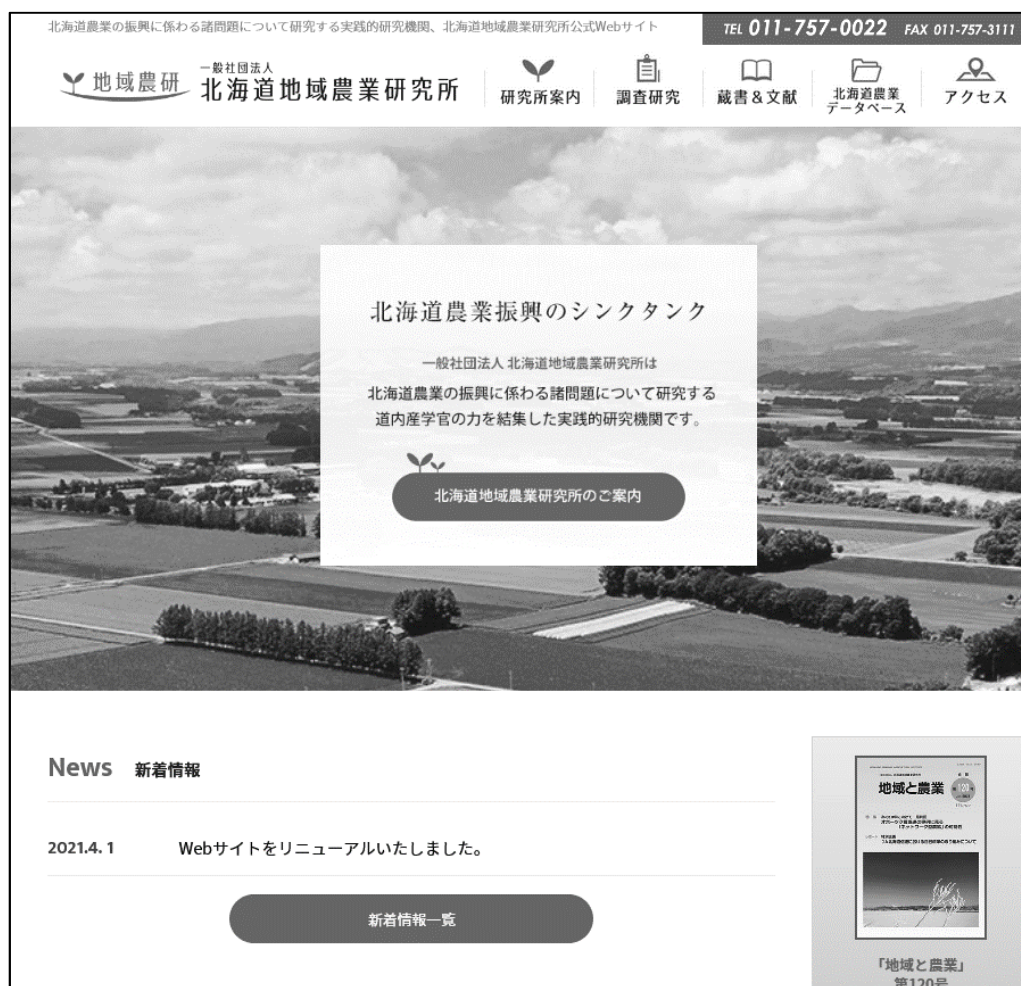 北海道農業の振興に係わる諸問題について研究する実践的研究機関、北海道地域農業研究所公式Webサイト
TEL 011-757-0022 FAX 011-757-3111
地域農研
一般社団法人
北海道地域農業研究所
研究所案内
調査研究
蔵書&文献
北海道農業
データベース
アクセス
北海道農業振興のシンクタンク
一般社団法人 北海道地域農業研究所は
北海道農業の振興に係わる諸問題について研究する
道内産学官の力を結集した実践的研究機関です。
北海道地域農業研究所のご案内
News 新着情報
2021.4. 1 Webサイトをリニューアルいたしました。
新着情報一覧
地域と農業
120
「地域と農業」
第120号